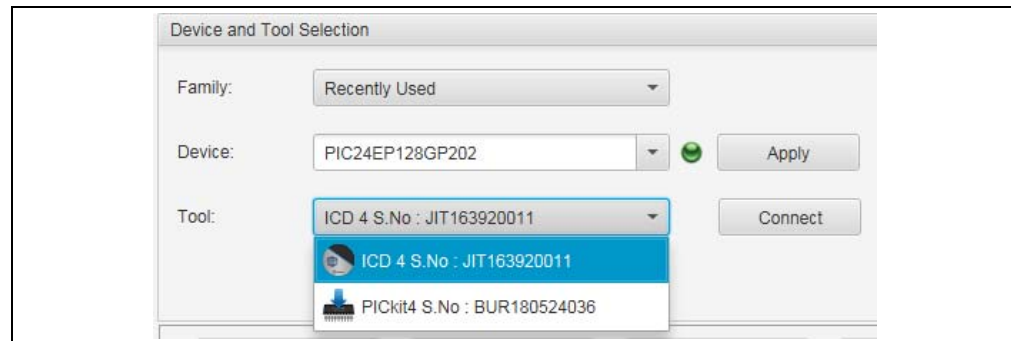 Device and Tool Selection
Family: Recently Used
Device: PIC24EP128GP202 Apply
Tool: ICD 4 S.No : JIT163920011 Connect
ICD 4 S.No : JIT163920011
PICkit4 S.No : BUR180524036